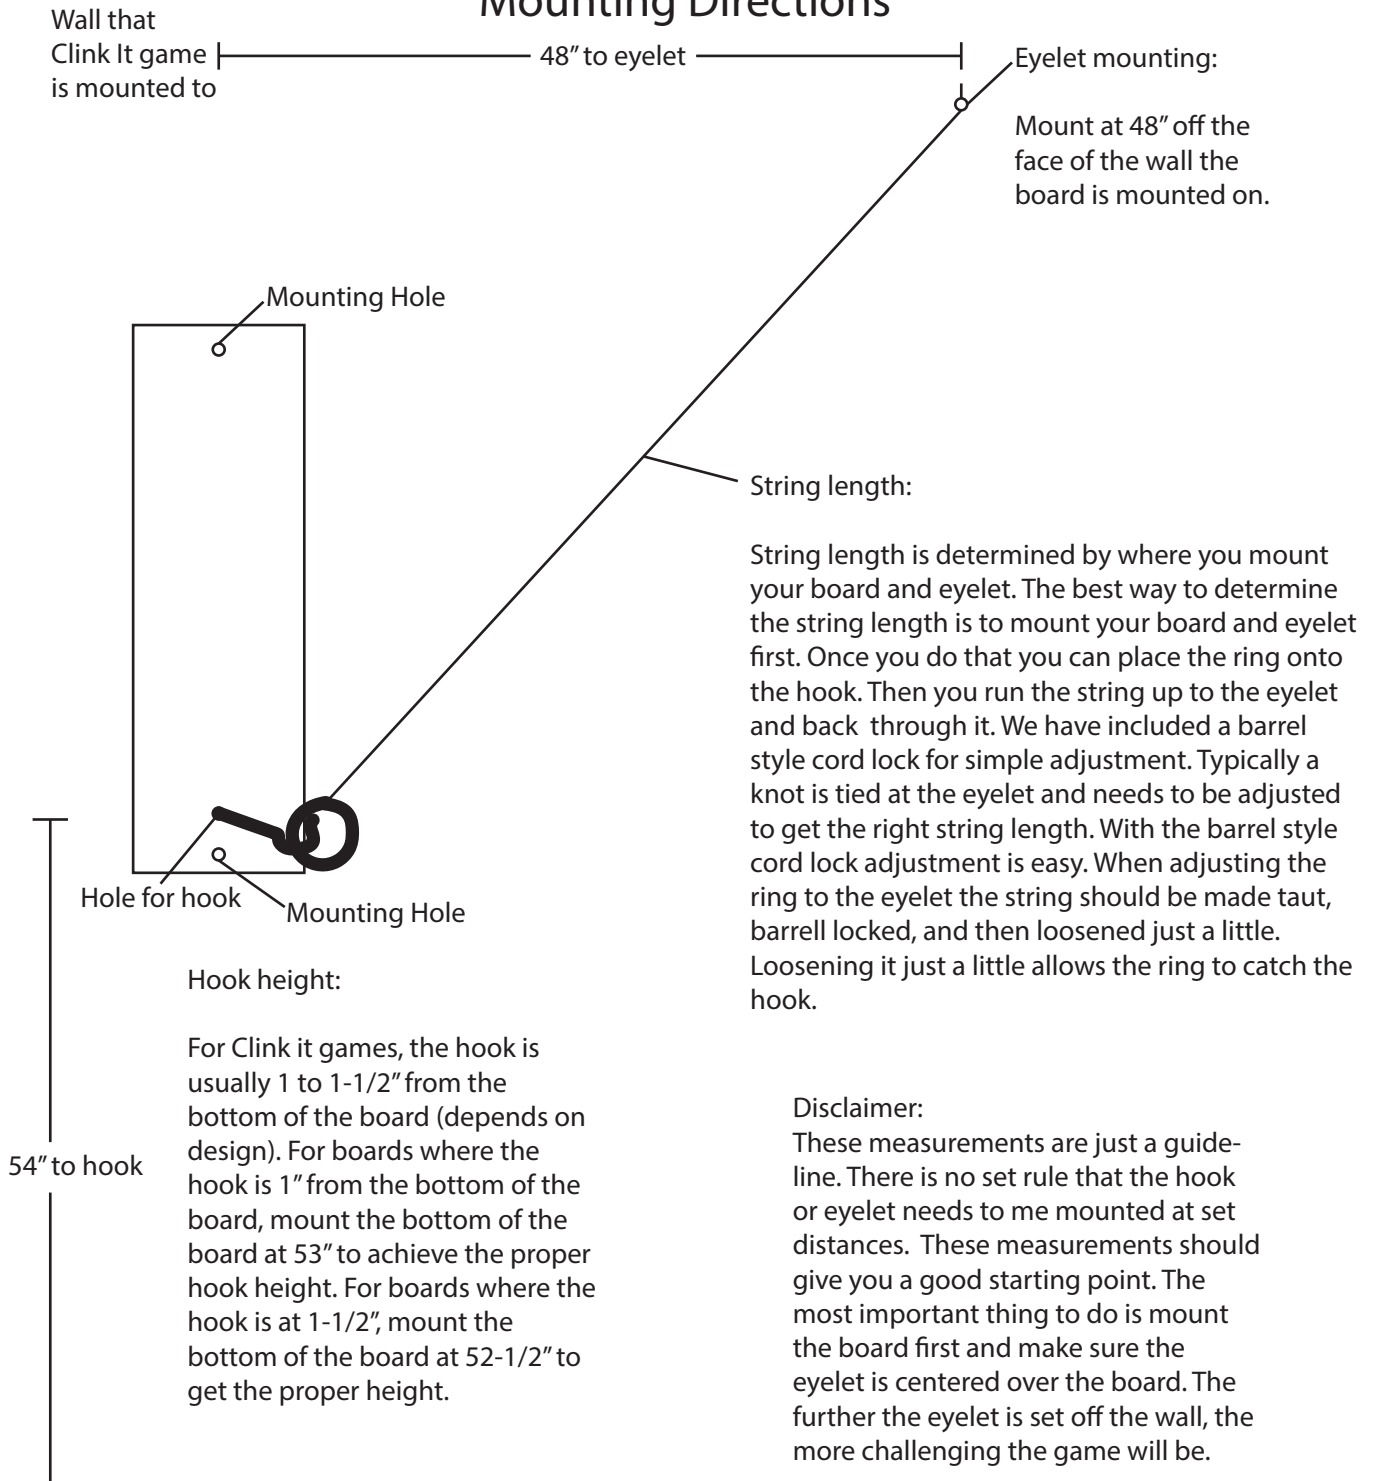 Mounting Directions
Wall that
Clink It game
is mounted to
48" to eyelet
Eyelet mounting:
Mount at 48" off the
face of the wall the
board is mounted on.
Mounting Hole
String length:
String length is determined by where you mount
your board and eyelet. The best way to determine
the string length is to mount your board and eyelet
first. Once you do that you can place the ring onto
the hook. Then you run the string up to the eyelet
and back  through it. We have included a barrel
style cord lock for simple adjustment. Typically a
knot is tied at the eyelet and needs to be adjusted
to get the right string length. With the barrel style
cord lock adjustment is easy. When adjusting the
ring to the eyelet the string should be made taut,
barrell locked, and then loosened just a little.
Loosening it just a little allows the ring to catch the
hook.
Hole for hook
Mounting Hole
Hook height:
For Clink it games, the hook is
usually 1 to 1-1/2" from the
bottom of the board (depends on
design). For boards where the
hook is 1" from the bottom of the
board, mount the bottom of the
board at 53" to achieve the proper
hook height. For boards where the
hook is at 1-1/2", mount the
bottom of the board at 52-1/2" to
get the proper height.
54" to hook
Disclaimer:
These measurements are just a guide-
line. There is no set rule that the hook
or eyelet needs to me mounted at set
distances.  These measurements should
give you a good starting point. The
most important thing to do is mount
the board first and make sure the
eyelet is centered over the board. The
further the eyelet is set off the wall, the
more challenging the game will be.